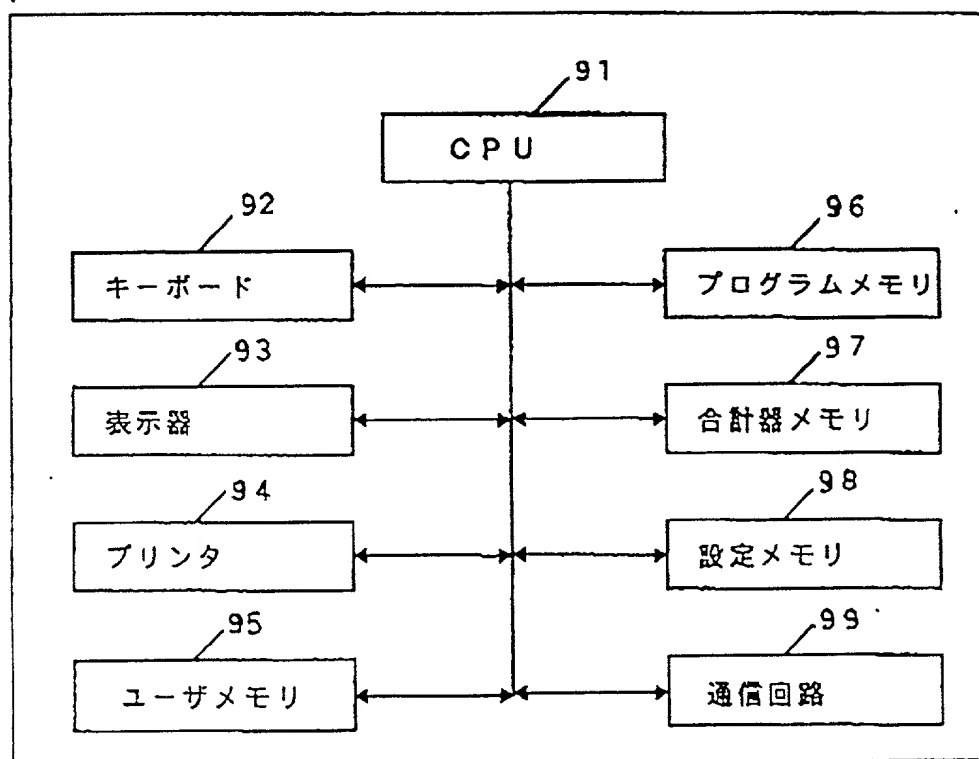 91
CPU
92
キーボード
96
プログラムメモリ
93
表示器
97
合計器メモリ
94
プリンタ
98
設定メモリ
95
ユーザメモリ
99
通信回路